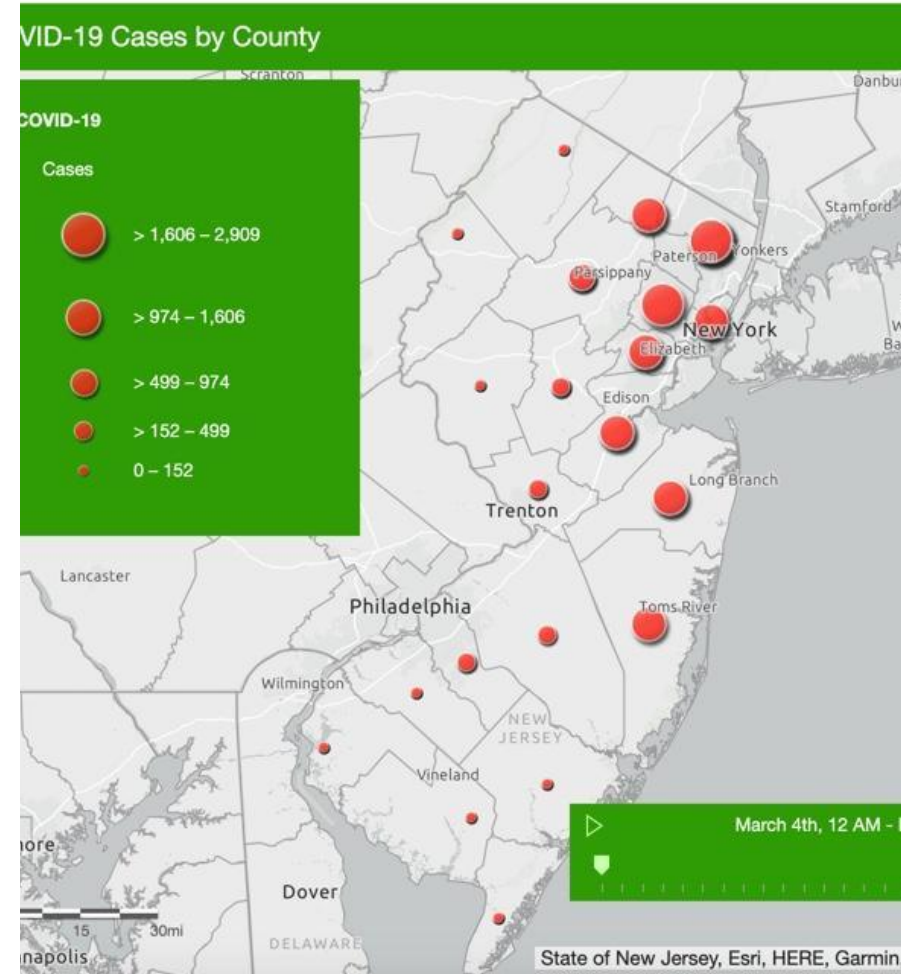 VID-19 Cases by County
Scranton
Danbu
COVID-19
Cases
> 1,606 – 2,909
> 974 – 1,606
> 499 – 974
> 152 – 499
0 – 152
Stamford
Paterson
Yonkers
Parsippany
New York
Elizabeth
Edison
Long Branch
Trenton
Lancaster
Philadelphia
Toms River
Wilmington
NEW
JERSEY
Vineland
March 4th, 12 AM -
more
Dover
15
30mi
DELAWARE
napolis
State of New Jersey, Esri, HERE, Garmin